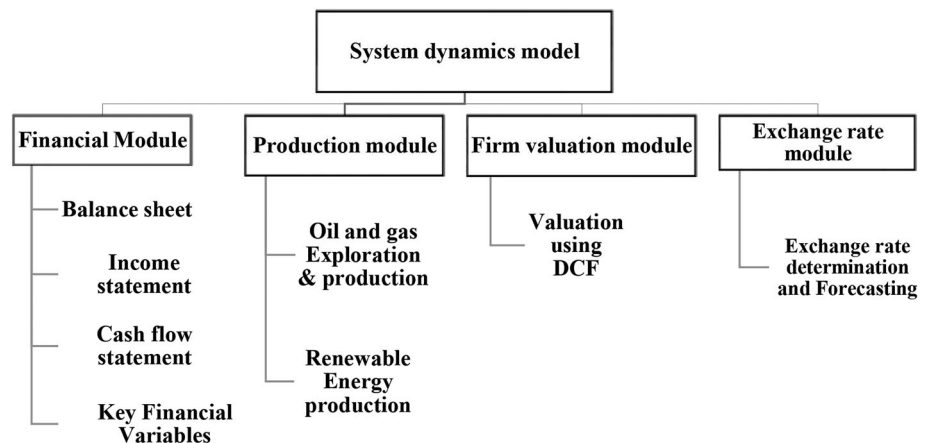 System dynamics model
Financial Module
Production module
Firm valuation module
Exchange rate
module
Balance sheet
Income
statement
Cash flow
statement
Key Financial
Variables
Oil and gas
Exploration
& production
Renewable
Energy
production
Valuation
using
DCF
Exchange rate
determination
and Forecasting